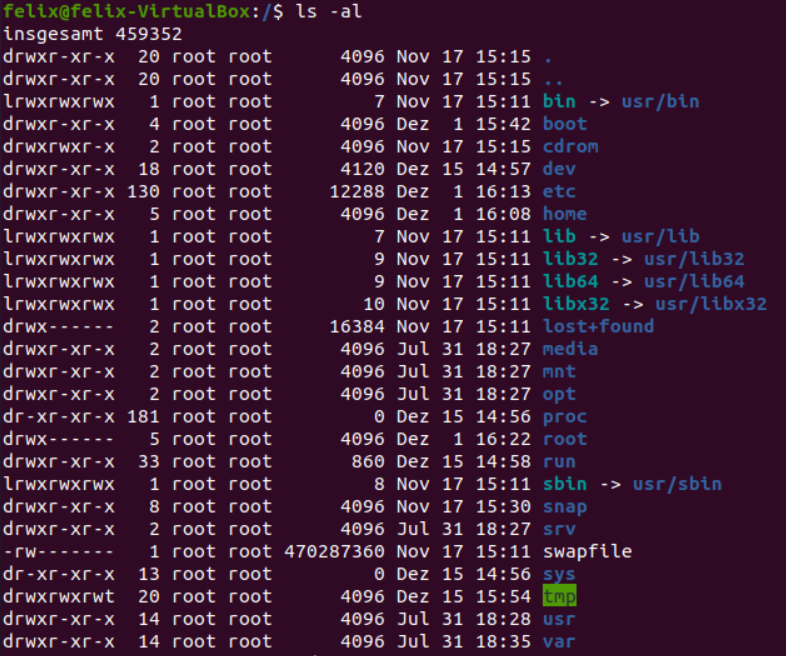 felix@felix-VirtualBox:/$ ls -al
insgesamt 459352
drwxr-xr-x  20 root root      4096 Nov 17 15:15 .
drwxr-xr-x  20 root root      4096 Nov 17 15:15 ..
lrwxrwxrwx   1 root root         7 Nov 17 15:11 bin -> usr/bin
drwxr-xr-x   4 root root      4096 Dez  1 15:42 boot
drwxrwxr-x   2 root root      4096 Nov 17 15:15 cdrom
drwxr-xr-x  18 root root      4120 Dez 15 14:57 dev
drwxr-xr-x 130 root root     12288 Dez  1 16:13 etc
drwxr-xr-x   5 root root      4096 Dez  1 16:08 home
lrwxrwxrwx   1 root root         7 Nov 17 15:11 lib -> usr/lib
lrwxrwxrwx   1 root root         9 Nov 17 15:11 lib32 -> usr/lib32
lrwxrwxrwx   1 root root         9 Nov 17 15:11 lib64 -> usr/lib64
lrwxrwxrwx   1 root root        10 Nov 17 15:11 libx32 -> usr/libx32
drwx------   2 root root     16384 Nov 17 15:11 lost+found
drwxr-xr-x   2 root root      4096 Jul 31 18:27 media
drwxr-xr-x   2 root root      4096 Jul 31 18:27 mnt
drwxr-xr-x   2 root root      4096 Jul 31 18:27 opt
dr-xr-xr-x 181 root root         0 Dez 15 14:56 proc
drwx------   5 root root      4096 Dez  1 16:22 root
drwxr-xr-x  33 root root       860 Dez 15 14:58 run
lrwxrwxrwx   1 root root         8 Nov 17 15:11 sbin -> usr/sbin
drwxr-xr-x   8 root root      4096 Nov 17 15:30 snap
drwxr-xr-x   2 root root      4096 Jul 31 18:27 srv
-rw-------   1 root root 470287360 Nov 17 15:11 swapfile
dr-xr-xr-x  13 root root         0 Dez 15 14:56 sys
drwxrwxrwt  20 root root      4096 Dez 15 15:54 tmp
drwxr-xr-x  14 root root      4096 Jul 31 18:28 usr
drwxr-xr-x  14 root root      4096 Jul 31 18:35 var